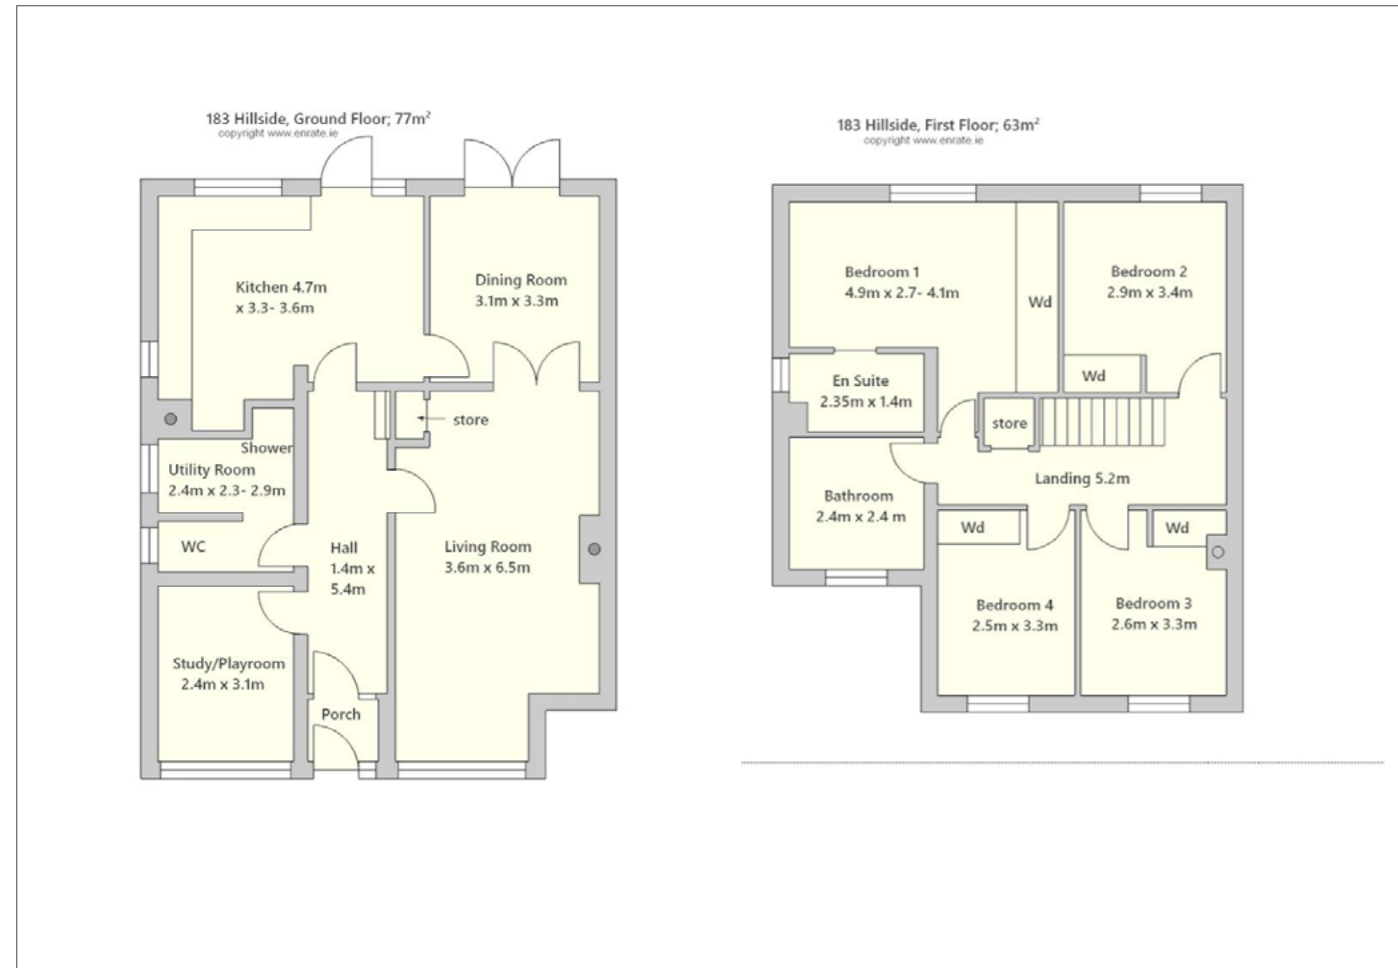 183 Hillside, Ground Floor; 77m²
copyright www.enrate.ie
Kitchen 4.7m
x 3.3- 3.6m
Dining Room
3.1m x 3.3m
store
Shower
Utility Room
2.4m x 2.3- 2.9m
WC
Hall
1.4m x
5.4m
Living Room
3.6m x 6.5m
Study/Playroom
2.4m x 3.1m
Porch
183 Hillside, First Floor; 63m²
copyright www.enrate.ie
Bedroom 1
4.9m x 2.7- 4.1m
Wd
Bedroom 2
2.9m x 3.4m
Wd
En Suite
2.35m x 1.4m
store
Landing 5.2m
Bathroom
2.4m x 2.4 m
Wd
Wd
Bedroom 4
2.5m x 3.3m
Bedroom 3
2.6m x 3.3m